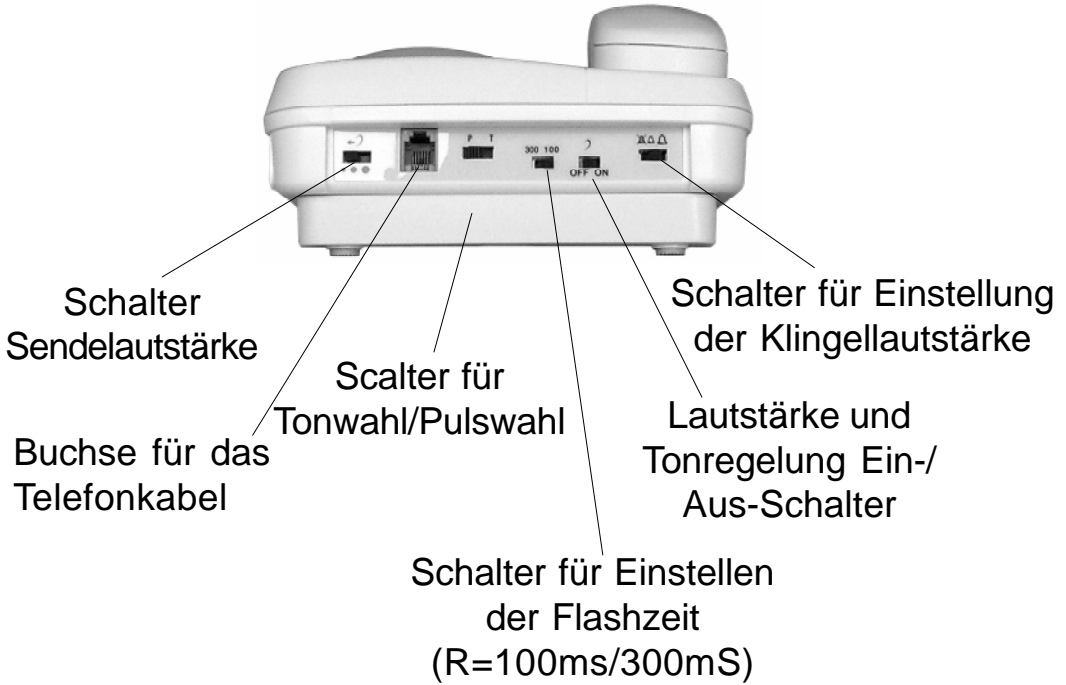 P T
300 100
OFF ON
Schalter
Sendelautstärke
Schalter für Einstellung
der Klingellautstärke
Scalter für
Tonwahl/Pulswahl
Lautstärke und
Tonregelung Ein-/
Aus-Schalter
Buchse für das
Telefonkabel
Schalter für Einstellen
der Flashzeit
(R=100ms/300mS)